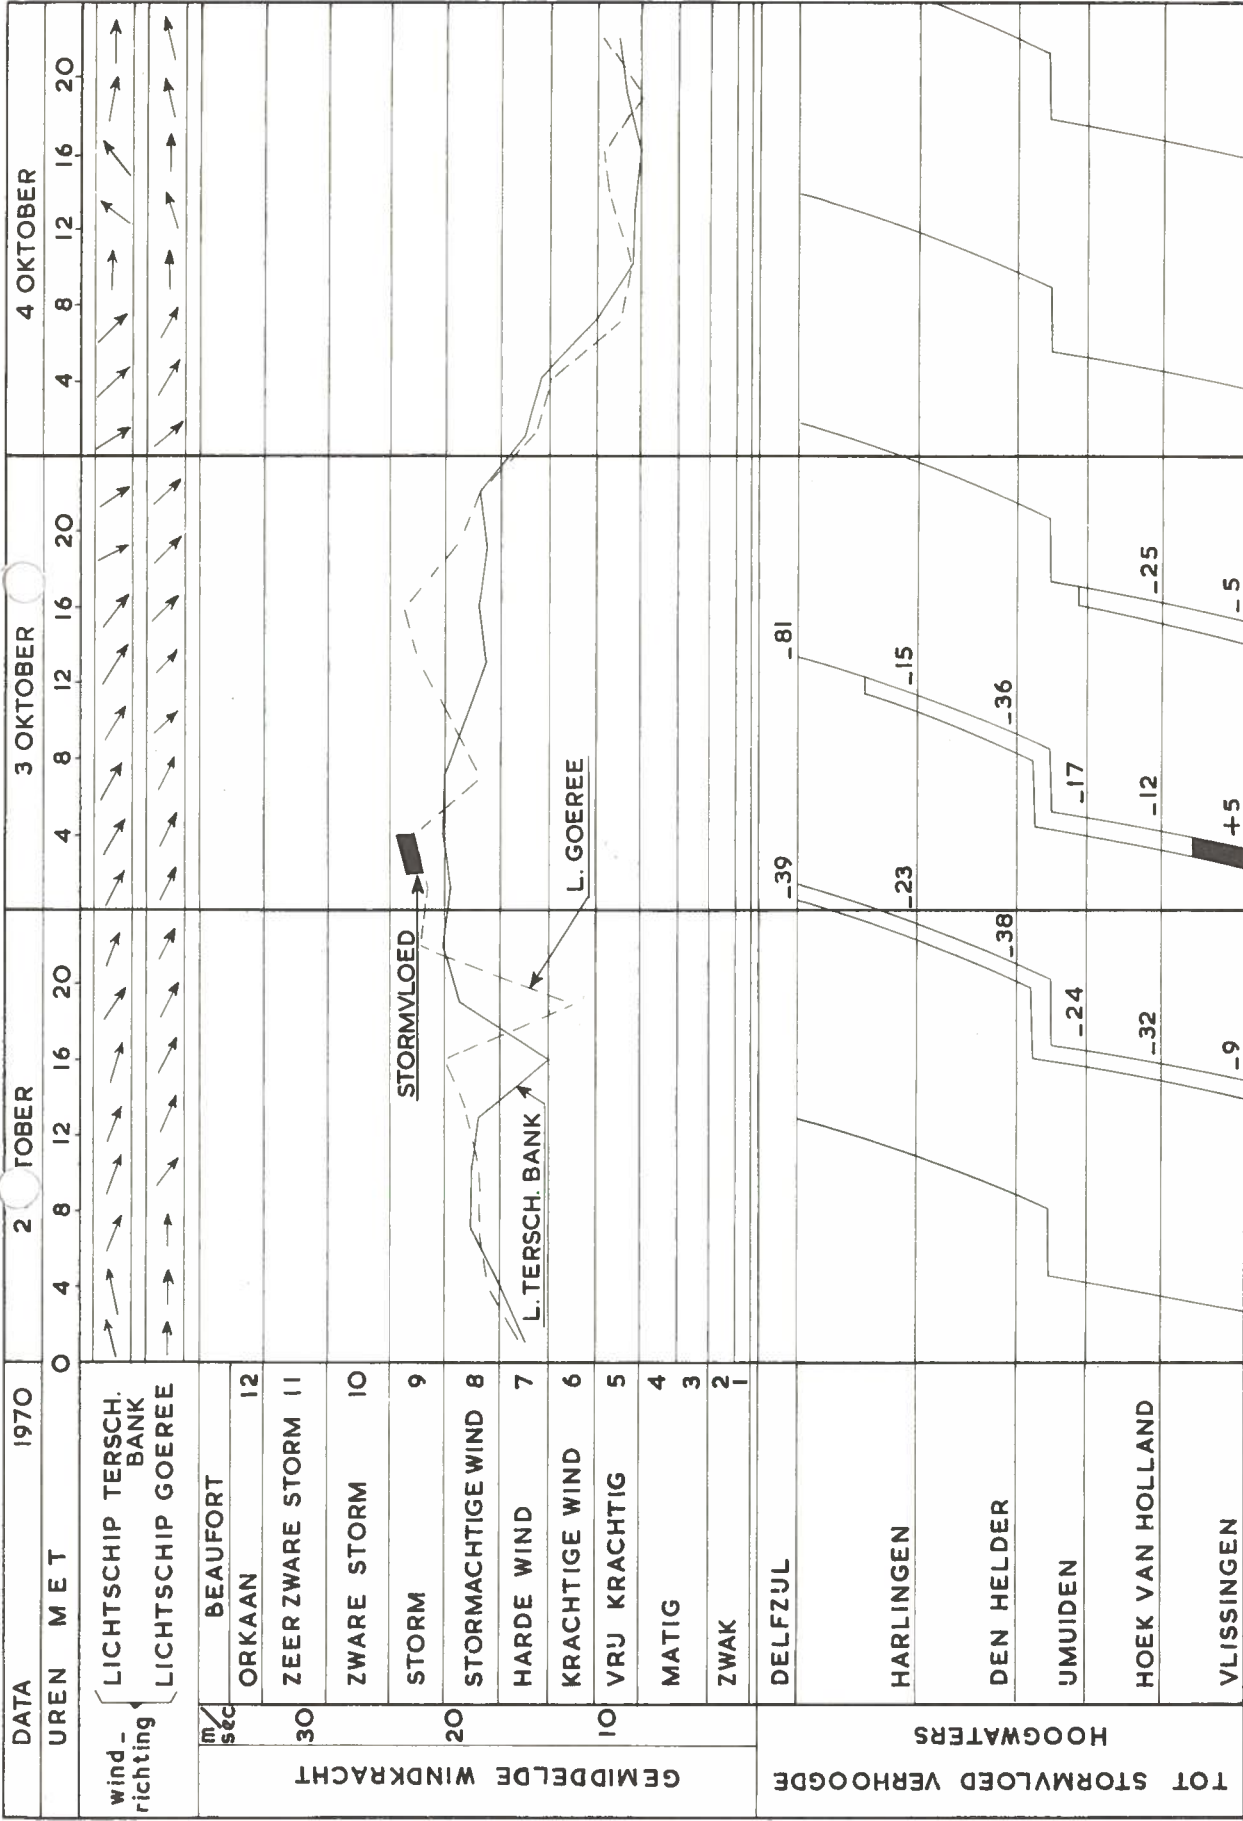 DATA 1970 2 TOBER 3 OKTOBER 4 OKTOBER
UREN MET 0 4 8 12 16 20 4 8 12 16 20 4 8 12 16 20
wind-
richting
LICHTSCHIP TERSCH.
BANK
LICHTSCHIP GOEREE
m/
sec
BEAUFORT
ORKAAN 12
30
ZEER ZWARE STORM 11
ZWARE STORM 10
STORM 9
20
STORMACHTIGE WIND 8
HARDE WIND 7
KRACHTIGE WIND 6
10
VRIJ KRACHTIG 5
MATIG 4
3
ZWAK 2
1
GEMIDDELDE WINDKRACHT
STORMVLOED
L. TERSCH. BANK
L. GOEREE
TOT STORMVLOED VERHOOGDE
HOOGWATERS
DELFZIJL -39 -81
HARLINGEN -23 -15
DEN HELDER -38 -36
IJMUIDEN -24 -17
HOEK VAN HOLLAND -32 -12 -25
VLISSINGEN -9 +5 -5